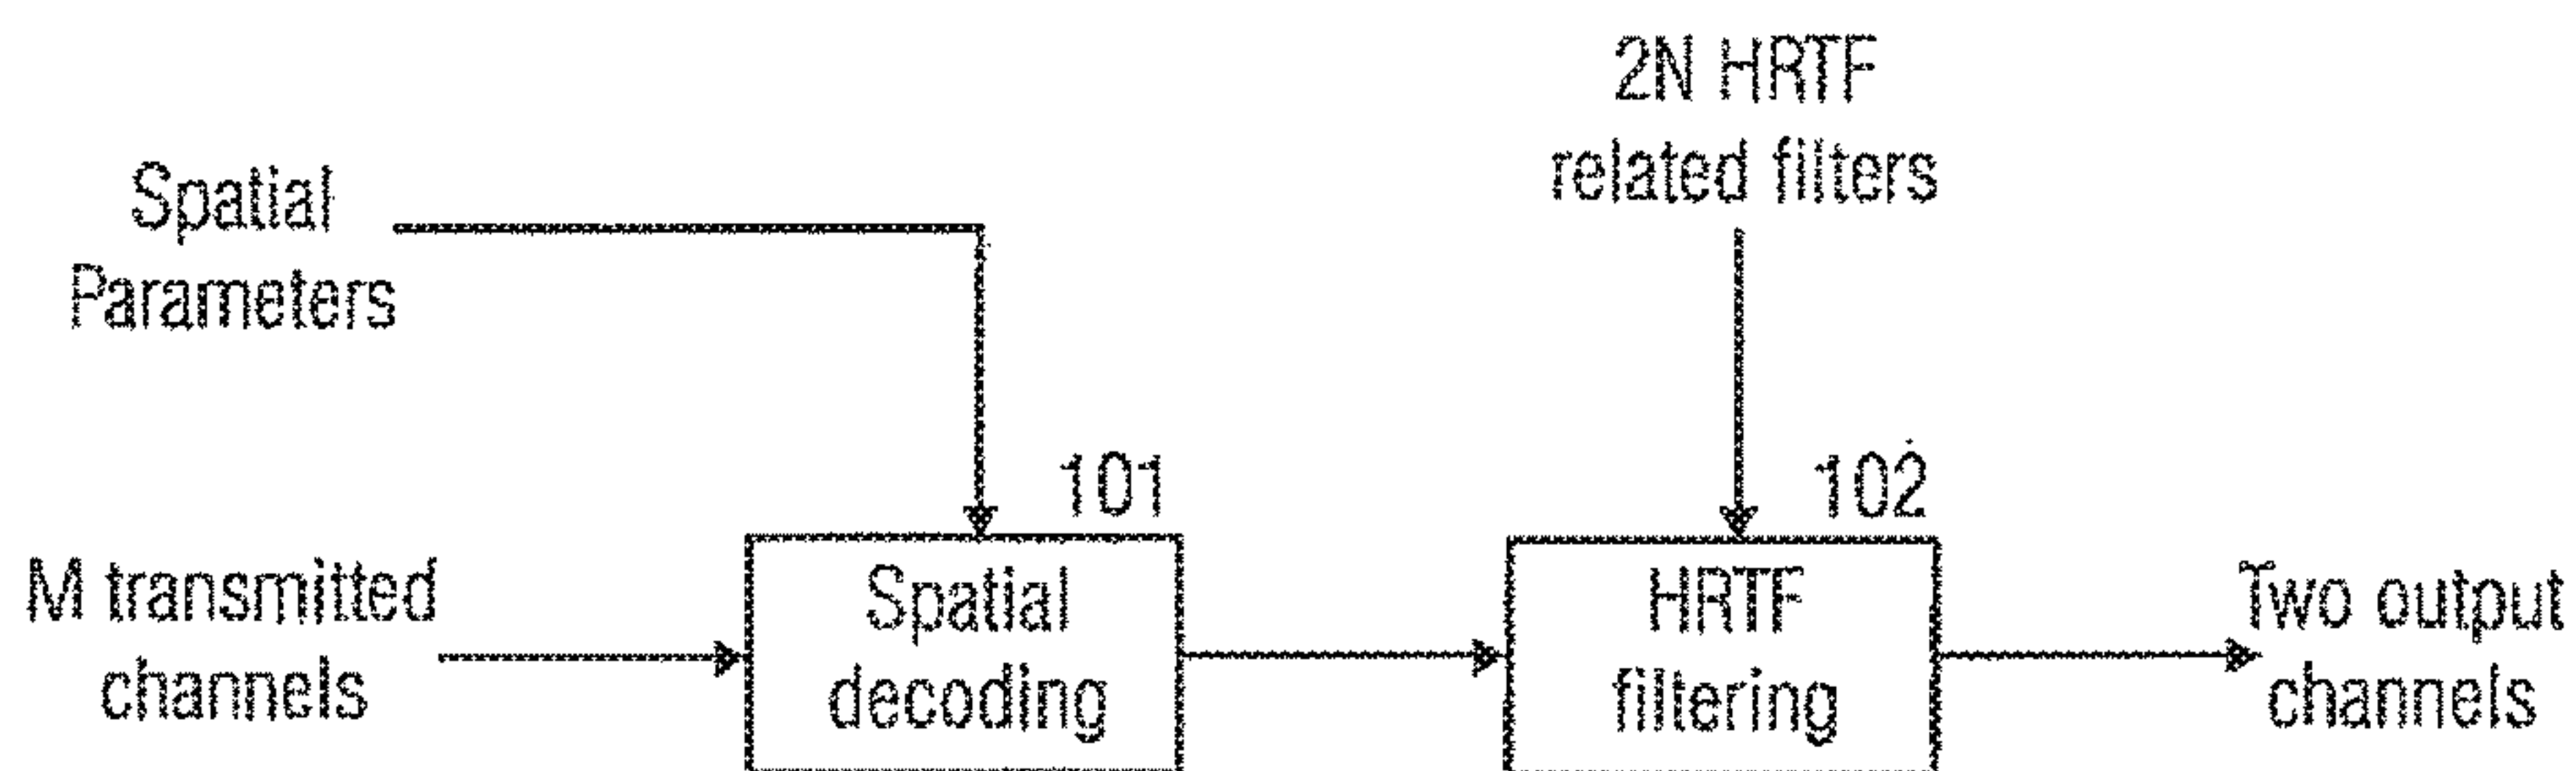 2N HRTF
related filters
Spatial
Parameters
101
102
M transmitted
channels
Spatial
decoding
HRTF
filtering
Two output
channels